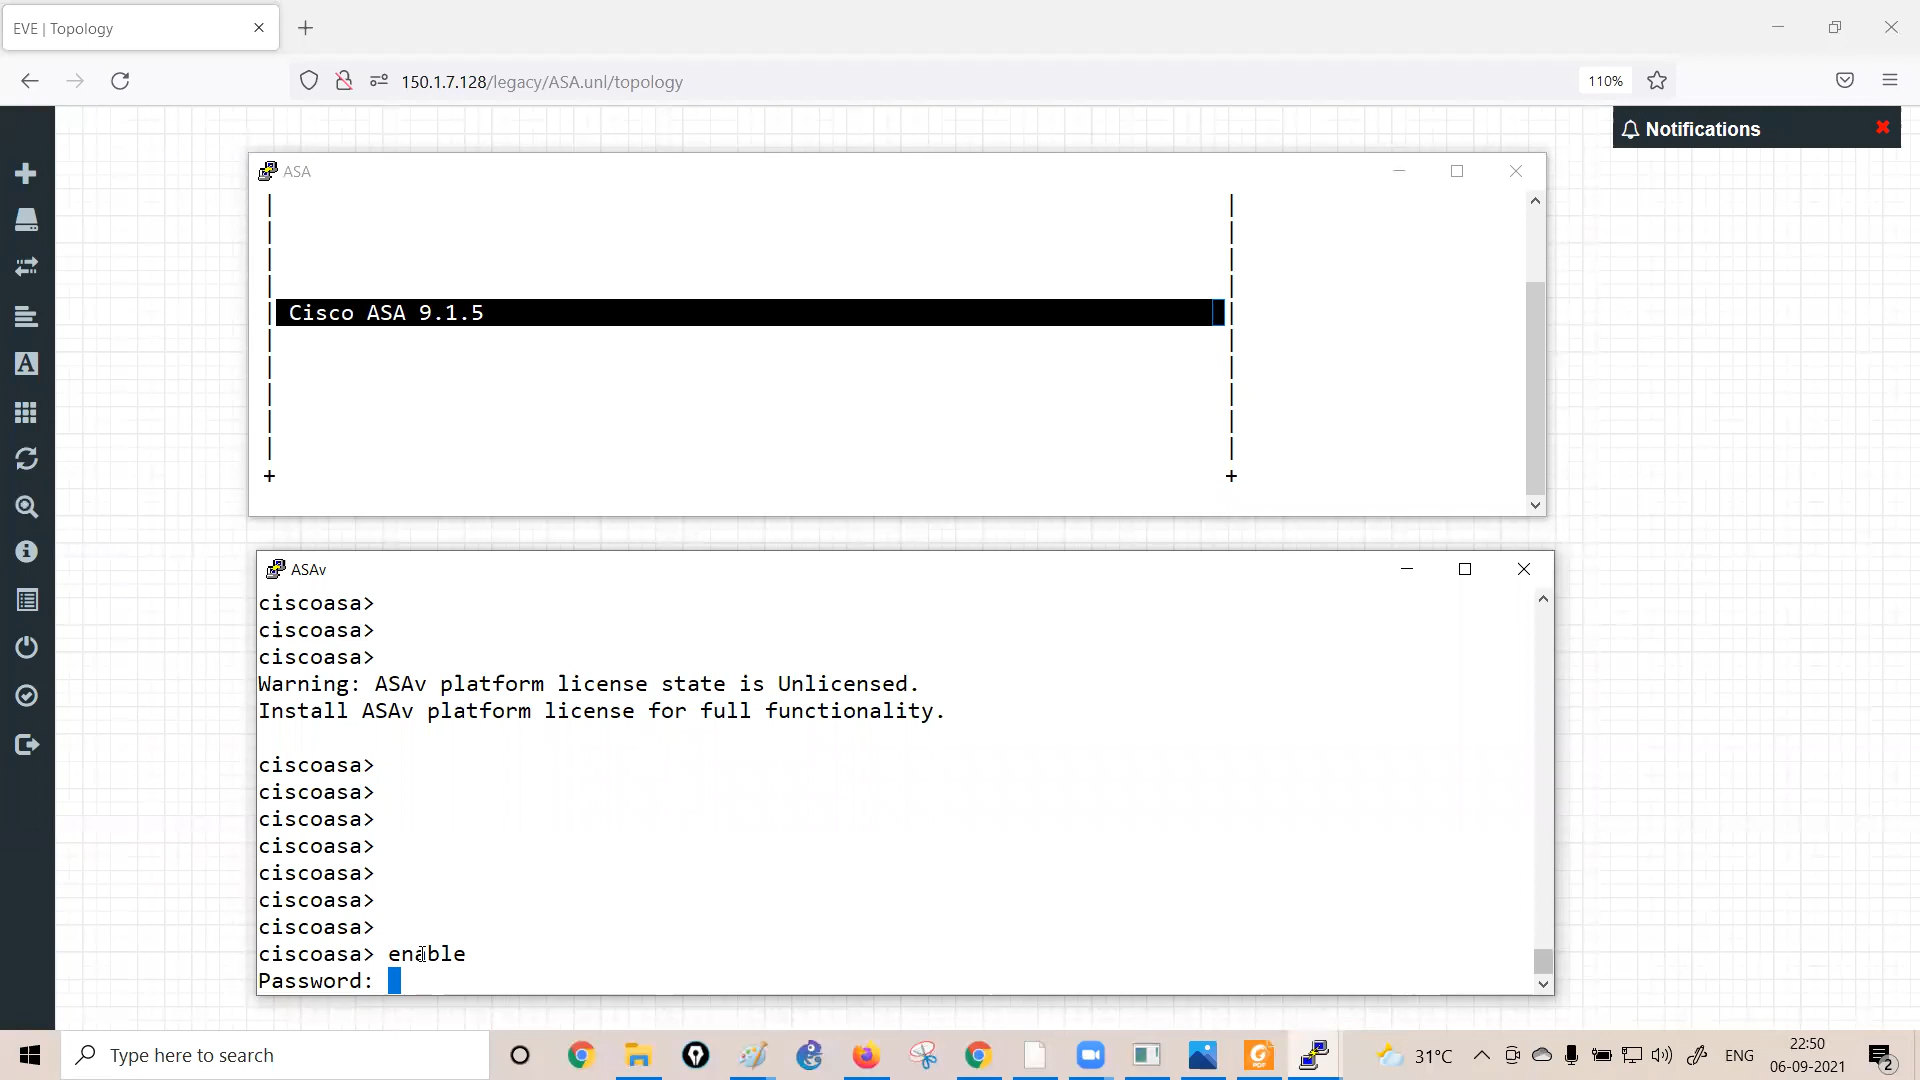 EVE | Topology
150.1.7.128/legacy/ASA.unl/topology
110%
Notifications
ASA
Cisco ASA 9.1.5
ASAv
ciscoasa>
ciscoasa>
ciscoasa>
Warning: ASAv platform license state is Unlicensed.
Install ASAv platform license for full functionality.
ciscoasa>
ciscoasa>
ciscoasa>
ciscoasa>
ciscoasa>
ciscoasa>
ciscoasa>
ciscoasa> enable
Password:
Type here to search
31°C
ENG
22:50
06-09-2021
2